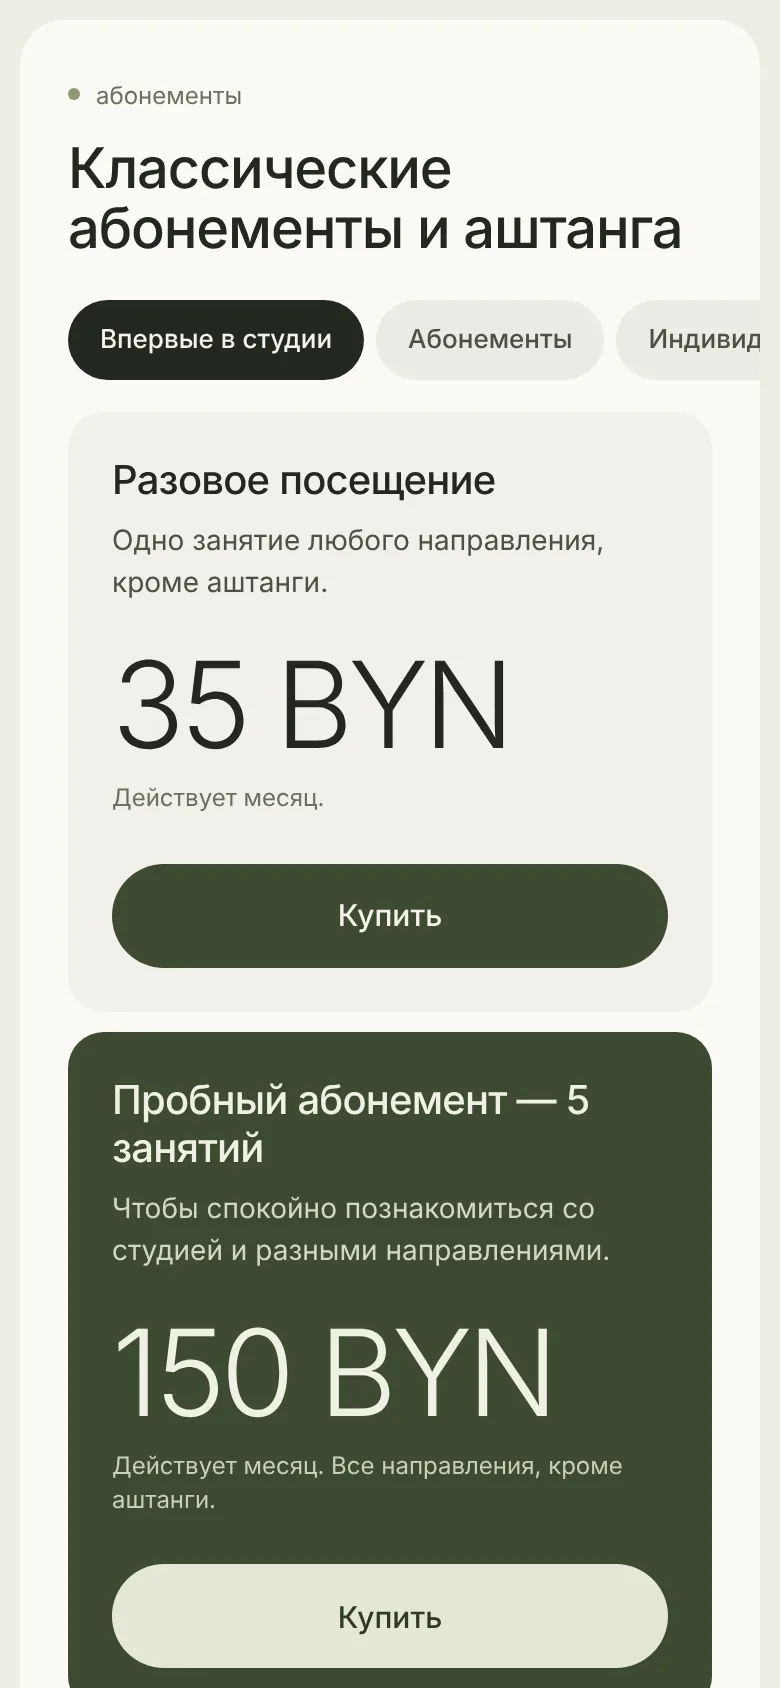 абонементы
Классические
абонементы и аштанга
Впервые в студии
Абонементы
Индивид
Разовое посещение
Одно занятие любого направления,
кроме аштанги.
35 BYN
Действует месяц.
Купить
Пробный абонемент — 5
занятий
Чтобы спокойно познакомиться со
студией и разными направлениями.
150 BYN
Действует месяц. Все направления, кроме
аштанги.
Купить